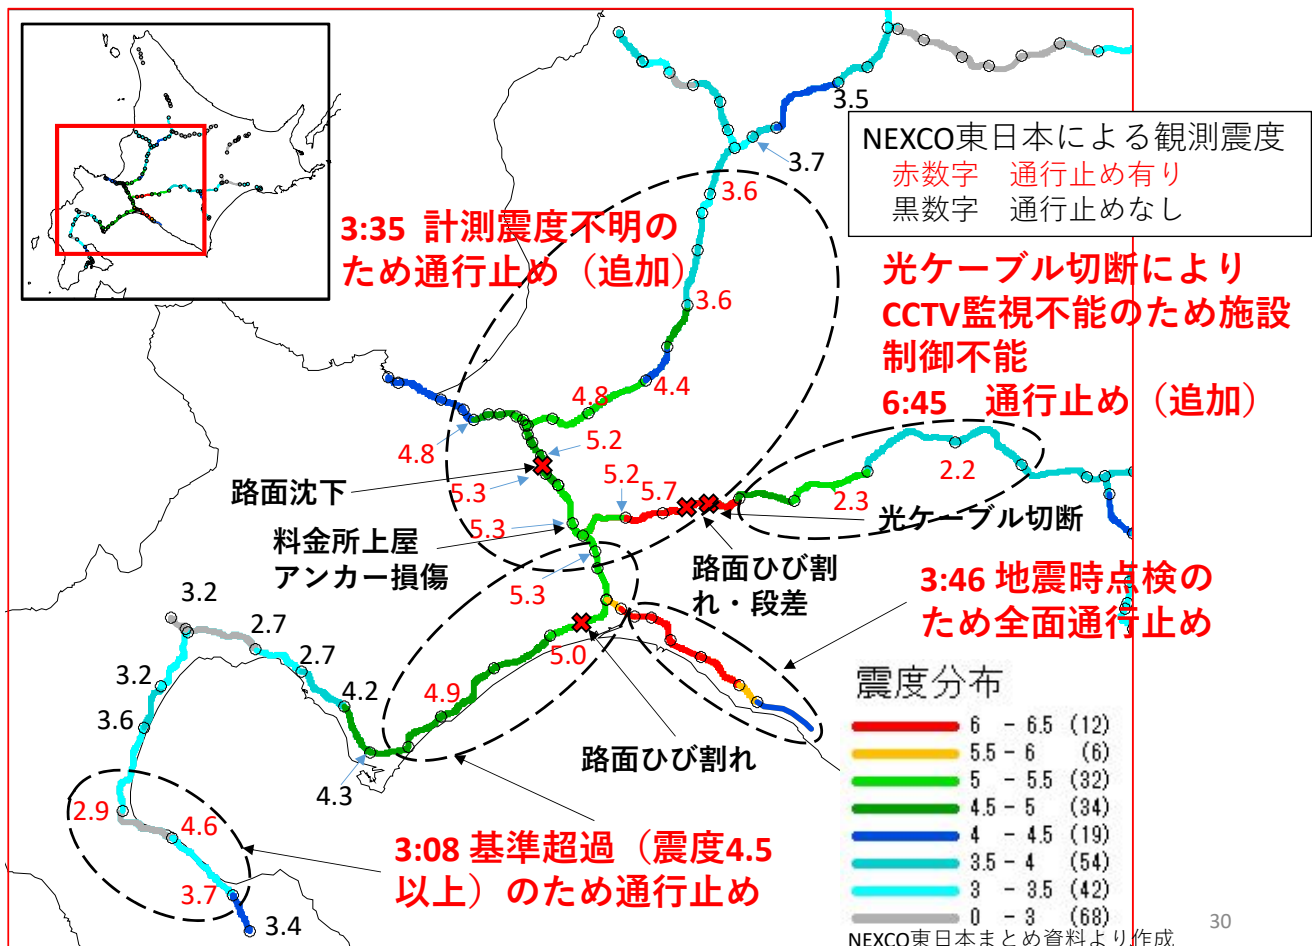 3.5
NEXCO東日本による観測震度
赤数字　通行止め有り
黒数字　通行止めなし
3.7
3.6
3:35 計測震度不明の
ため通行止め（追加）
光ケーブル切断により
CCTV監視不能のため施設
制御不能
6:45　通行止め（追加）
3.6
4.4
4.8
4.8
5.2
路面沈下
5.3
5.2
5.7
2.2
2.3
5.3
光ケーブル切断
料金所上屋
アンカー損傷
路面ひび割
れ・段差
5.3
3:46 地震時点検の
ため全面通行止め
3.2
2.7
2.7
5.0
3.2
4.2
4.9
3.6
路面ひび割れ
4.3
2.9
4.6
3:08 基準超過（震度4.5
以上）のため通行止め
3.7
3.4
震度分布
6 － 6.5 (12)
5.5 － 6 (6)
5 － 5.5 (32)
4.5 － 5 (34)
4 － 4.5 (19)
3.5 － 4 (54)
3 － 3.5 (42)
0 － 3 (68)
NEXCO東日本まとめ資料より作成
30